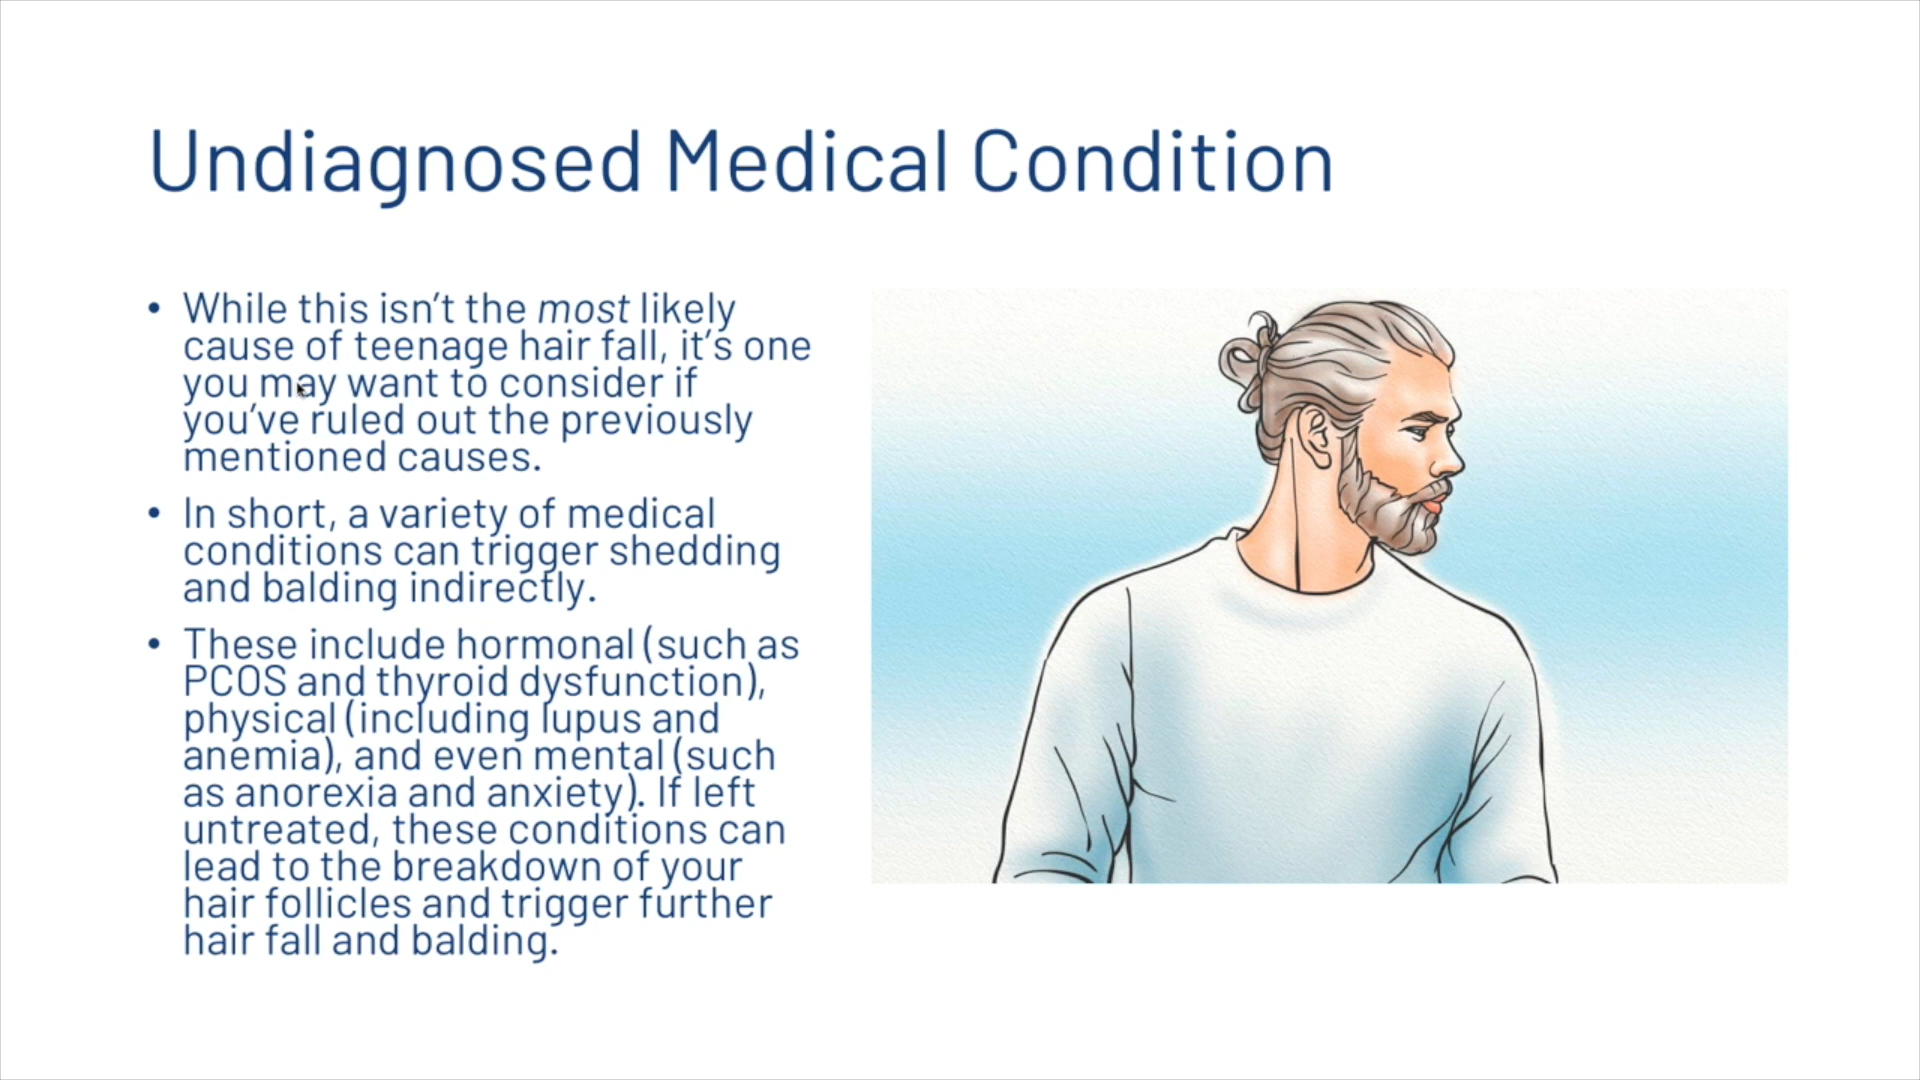 Undiagnosed Medical Condition
• While this isn't the most likely
cause of teenage hair fall, it's one
you may want to consider if
you've ruled out the previously
mentioned causes.
• In short, a variety of medical
conditions can trigger shedding
and balding indirectly.
• These include hormonal (such as
PCOS and thyroid dysfunction),
physical (including lupus and
anemia), and even mental (such
as anorexia and anxiety). If left
untreated, these conditions can
lead to the breakdown of your
hair follicles and trigger further
hair fall and balding.